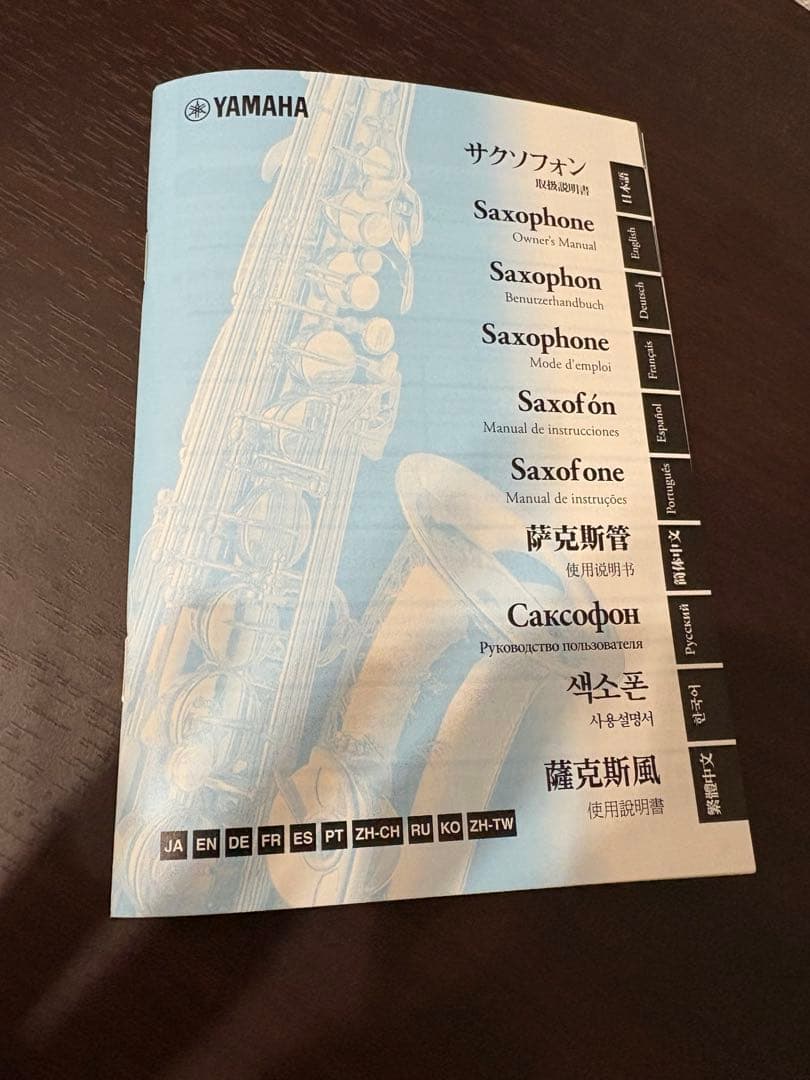 YAMAHA
サクソフォン
取扱説明書
日本語
Saxophone
Owner's Manual
English
Saxophon
Benutzerhandbuch
Deutsch
Saxophone
Mode d'emploi
Français
Saxofón
Manual de instrucciones
Español
Saxofone
Manual de instruções
Português
萨克斯管
使用说明书
简体中文
Саксофон
Руководство пользователя
Русский
색소폰
사용설명서
한국어
薩克斯風
使用說明書
繁體中文
JA EN DE FR ES PT ZH-CH RU KO ZH-TW